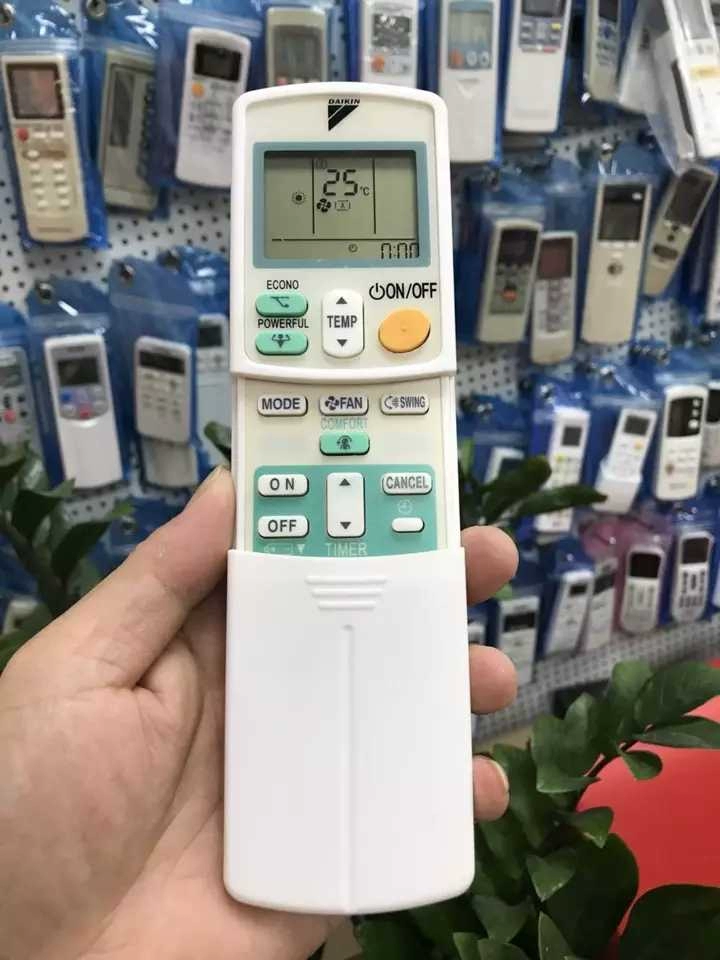 DAIKIN
25 °C
A
0:00
ECONO
POWERFUL
TEMP
ON/OFF
MODE
FAN
SWING
COMFORT
ON
CANCEL
OFF
TIMER